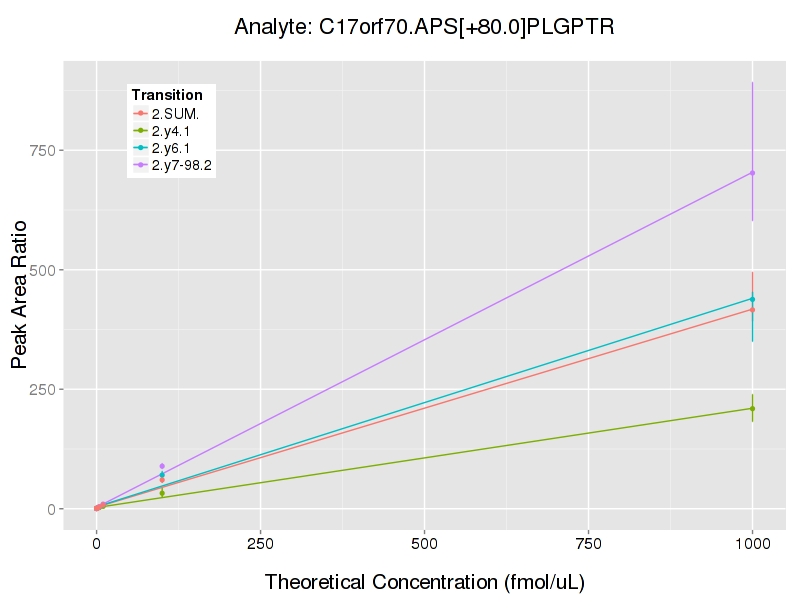 Analyte: C17orf70.APS[+80.0]PLGPTR
Transition
2.SUM.
2.y4.1
2.y6.1
2.y7-98.2
Peak Area Ratio
750
500
250
0
0 250 500 750 1000
Theoretical Concentration (fmol/uL)